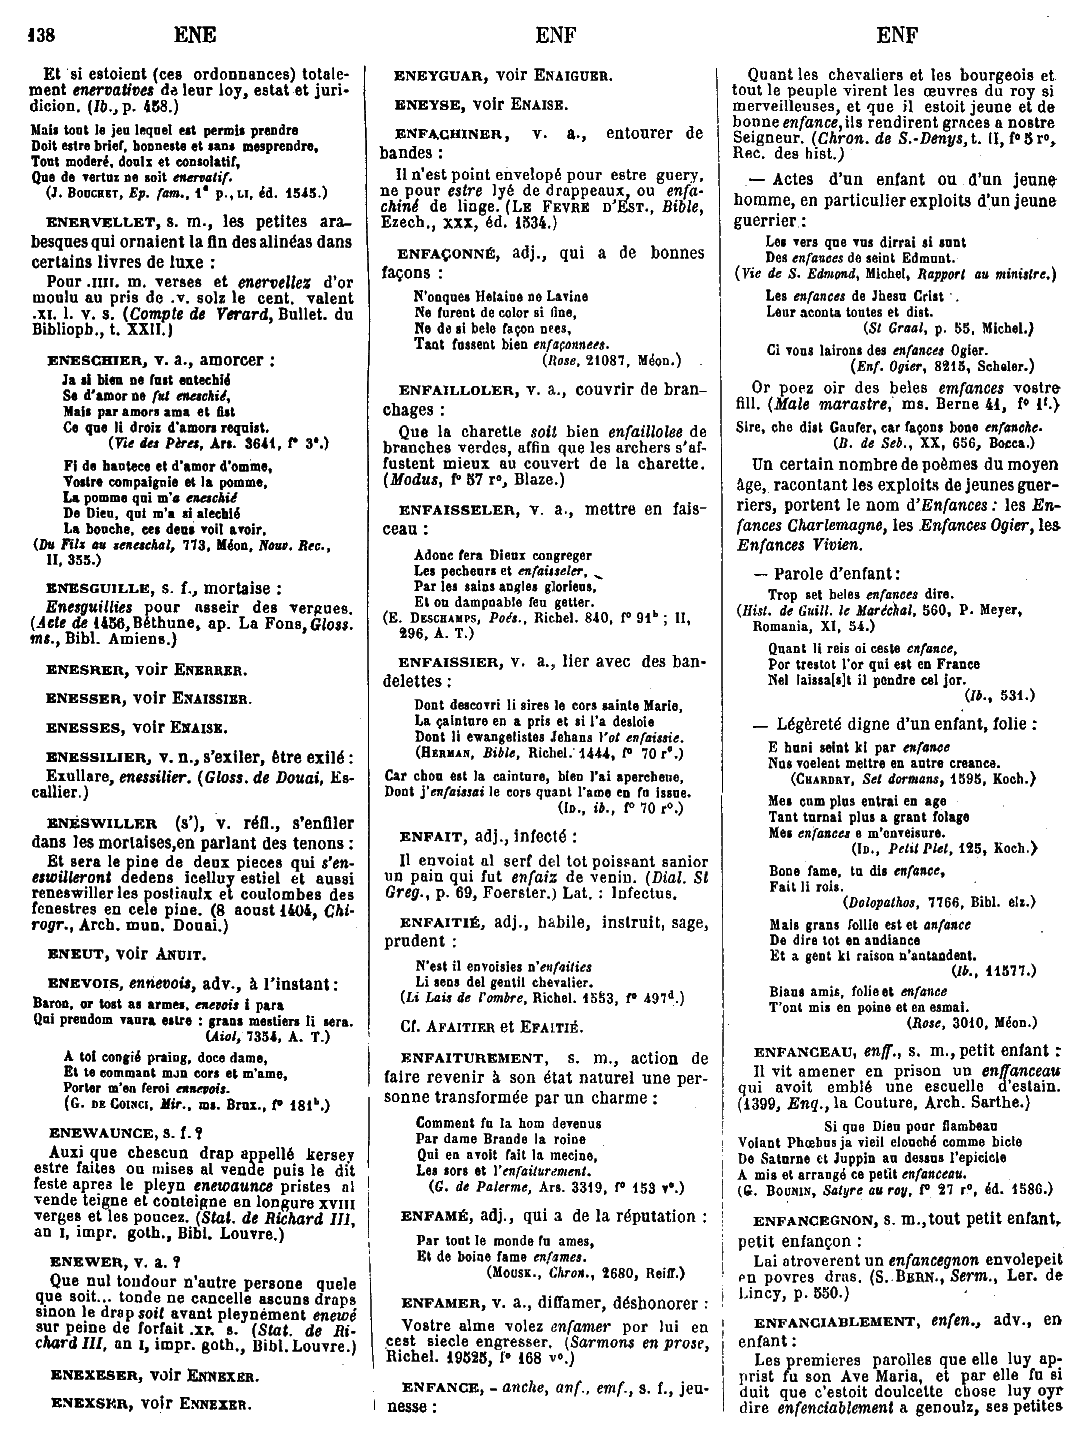 138 ENE ENF ENF
Et si estoient (ces ordonnances) totale-
ment enervatives de leur loy, estat et juri-
dicion. (Ib., p. 458.)
Mais tout le jeu lequel est permis prendre
Doit estre brief, honneste et sans mesprendre,
Tout moderé, doulx et consolatif,
Que de vertuz ne soit enervatif.
(J. BOUCHET, Ep. fam., 1ª p., LI, éd. 1545.)
ENERVELLET, s. m., les petites ara-
besques qui ornaient la fin des alinéas dans
certains livres de luxe :
Pour .IIII. m. verses et enervellez d'or
moulu au pris de .v. solz le cent. valent
.XI. l. v. s. (Compte de Verard, Bullet. du
Biblioph., t. XXII.)
ENESCHIER, v. a., amorcer :
Ja si bien ne fust entechié
Se d'amor ne fut eneschié,
Mais par amors ama et fist
Ce que li droiz d'amors requist.
(Vie des Pères, Ars. 3641, fº 3ª.)
Fi de hautece et d'amor d'omme,
Vostre compaignie et la pomme,
La pomme qui m'a eneschié
De Dieu, qui m'a si alechié
La bouche, ces deus voil avoir.
(Du Filz au seneschal, 773, Méon, Nouv. Rec.,
II, 355.)
ENESGUILLE, s. f., mortaise :
Enesguillies pour asseir des vergues.
(Acte de 1456, Béthune, ap. La Fons, Gloss.
ms., Bibl. Amiens.)
ENESRER, voir ENERRER.
ENESSER, voir ENAISSIER.
ENESSES, voir ENAISE.
ENESSILIER, v. n., s'exiler, être exilé :
Exullare, enessilier. (Gloss. de Douai, Es-
callier.)
ENESWILLER (s'), v. réfl., s'enfiler
dans les mortaises, en parlant des tenons :
Et sera le pine de deux pieces qui s'en-
eswilleront dedens icelluy estiel et aussi
reneswiller les postiaulx et coulombes des
fenestres en cele pine. (8 aoust 1404, Chi-
rogr., Arch. mun. Douai.)
ENEUT, voir ANUIT.
ENEVOIS, ennevois, adv., à l'instant :
Baron, or tost as armes, enevois i para
Qui prendom vaura estre : grans mestiers li sera.
(Aiol, 7354, A. T.)
A toi congié praing, doce dame,
Et te commant mon cors et m'ame,
Porter m'en feroi ennevois.
(G. DE COINCI, Mir., ms. Brux., fº 181ᵇ.)
ENEWAUNCE, s. f. ?
Auxi que chescun drap appellé kersey
estre faites ou mises al vende puis le dit
feste apres le pleyn enewaunce pristes al
vende teigne et conteigne en longure XVIII
verges et les poucez. (Stat. de Richard III,
an I, impr. goth., Bibl. Louvre.)
ENEWER, v. a. ?
Que nul tondour n'autre persone quele
que soit... tonde ne cancelle ascuns draps
sinon le drap soit avant pleynément enewé
sur peine de forfait .XP. s. (Stat. de Ri-
chard III, an I, impr. goth., Bibl. Louvre.)
ENEXESER, voir ENNEXER.
ENEXSER, voir ENNEXER.
ENEYGUAR, voir ENAIGUER.
ENEYSE, voir ENAISE.
ENFACHINER, v. a., entourer de
bandes :
Il n'est point envelopé pour estre guery,
ne pour estre lyé de drappeaux, ou enfa-
chiné de linge. (LE FEVRE D'EST., Bible,
Ezech., XXX, éd. 1534.)
ENFAÇONNÉ, adj., qui a de bonnes
façons :
N'onques Helaine ne Lavine
Ne furent de color si fine,
Ne de si bele façon nees,
Tant fussent bien enfaçonnees.
(Rose, 21087, Méon.)
ENFAILLOLER, v. a., couvrir de bran-
chages :
Que la charette soit bien enfaillolee de
branches verdes, affin que les archers s'af-
fustent mieux au couvert de la charette.
(Modus, fº 57 rº, Blaze.)
ENFAISSELER, v. a., mettre en fais-
ceau :
Adonc fera Dieux congreger
Les pecheurs et enfaisseler,
Par les sains angles glorieus,
Et ou dampnable feu getter.
(E. DESCHAMPS, Poés., Richel. 840, fº 91ᵇ ; II,
296, A. T.)
ENFAISSIER, v. a., lier avec des ban-
delettes :
Dont descovri li sires le cors sainte Marie,
La çainture en a pris et si l'a desloie
Dont li ewangelistes Jehans l'ot enfaissie.
(HERMAN, Bible, Richel. 1444, fº 70 rº.)
Car chou est la cainture, bien l'ai apercheue,
Dont j'enfaissai le cors quant l'ame en fu issue.
(ID., ib., fº 70 rº.)
ENFAIT, adj., infecté :
Il envoiat al serf del tot poissant sanior
un pain qui fut enfaiz de venin. (Dial. St
Greg., p. 69, Foerster.) Lat. : Infectus.
ENFAITIÉ, adj., habile, instruit, sage,
prudent :
N'est il envoisies n'enfaities
Li sens del gentil chevalier.
(Li Lais de l'ombre, Richel. 1553, fº 497ᵈ.)
Cf. AFAITIER et EFAITIÉ.
ENFAITUREMENT, s. m., action de
faire revenir à son état naturel une per-
sonne transformée par un charme :
Comment fu la hom devenus
Par dame Brande la roine
Qui en avoit fait la mecine,
Les sors et l'enfaiturement.
(G. de Palerme, Ars. 3319, fº 153 vº.)
ENFAMÉ, adj., qui a de la réputation :
Par tout le monde fu ames,
Et de boine fame enfames.
(MOUSK., Chron., 2680, Reiff.)
ENFAMER, v. a., diffamer, déshonorer :
Vostre alme volez enfamer por lui en
cest siecle engresser. (Sarmons en prose,
Richel. 19525, fº 168 vº.)
ENFANCE, - anche, anf., emf., s. f., jeu-
nesse :
Quant les chevaliers et les bourgeois et
tout le peuple virent les œuvres du roy si
merveilleuses, et que il estoit jeune et de
bonne enfance, ils rendirent graces a nostre
Seigneur. (Chron. de S.-Denys, t. II, fº 5 rº,
Rec. des hist.)
— Actes d'un enfant ou d'un jeune
homme, en particulier exploits d'un jeune
guerrier :
Les vers que vus dirrai si sunt
Des enfances de seint Edmunt.
(Vie de S. Edmond, Michel, Rapport au ministre.)
Les enfances de Jhesu Crist
Leur aconta toutes et dist.
(St Graal, p. 55, Michel.)
Ci vous lairons des enfances Ogier.
(Enf. Ogier, 8215, Scheler.)
Or poez oir des beles emfances vostre
fill. (Male marastre, ms. Berne 41, fº 1ᶠ.)
Sire, che dist Gaufer, car façons bone enfanche.
(B. de Seb., XX, 656, Bocca.)
Un certain nombre de poèmes du moyen
âge, racontant les exploits de jeunes guer-
riers, portent le nom d'Enfances : les En-
fances Charlemagne, les Enfances Ogier, les
Enfances Vivien.
— Parole d'enfant :
Trop set beles enfances dire.
(Hist. de Guill. le Maréchal, 560, P. Meyer,
Romania, XI, 54.)
Quant li reis oi ceste enfance,
Por trestot l'or qui est en France
Nel laissa[s]t il pendre cel jor.
(Ib., 531.)
— Légèreté digne d'un enfant, folie :
E huni seint ki par enfance
Nus voelent mettre en autre creance.
(CHARDRY, Set dormans, 1595, Koch.)
Mes cum plus entrai en age
Tant turnai plus a grant folage
Mes enfances e m'enveisure.
(ID., Petit Plet, 125, Koch.)
Bone fame, tu dis enfance,
Fait li rois.
(Dolopathos, 7766, Bibl. elz.)
Mais grans follie est et anfance
De dire tot en audiance
Et a gent ki raison n'antandent.
(Ib., 11577.)
Biaus amis, folie et enfance
T'ont mis en poine et en esmai.
(Rose, 3010, Méon.)
ENFANCEAU, enff., s. m., petit enfant :
Il vit amener en prison un enffanceau
qui avoit emblé une escuelle d'estain.
(1399, Enq., la Couture, Arch. Sarthe.)
Si que Dieu pour flambeau
Volant Phœbus ja vieil elouché comme bicle
De Saturne et Juppin au dessus l'epicicle
A mis et arrangé ce petit enfanceau.
(G. BOUNIN, Satyre au roy, fº 27 rº, éd. 1586.)
ENFANCEGNON, s. m., tout petit enfant,
petit enfançon :
Lai atroverent un enfancegnon envolepeit
en povres dras. (S. BERN., Serm., Ler. de
Lincy, p. 550.)
ENFANCIABLEMENT, enfen., adv., en
enfant :
Les premieres parolles que elle luy ap-
prist fu son Ave Maria, et par elle fu si
duit que c'estoit doulcette chose luy oyr
dire enfenciablement a genoulz, ses petites